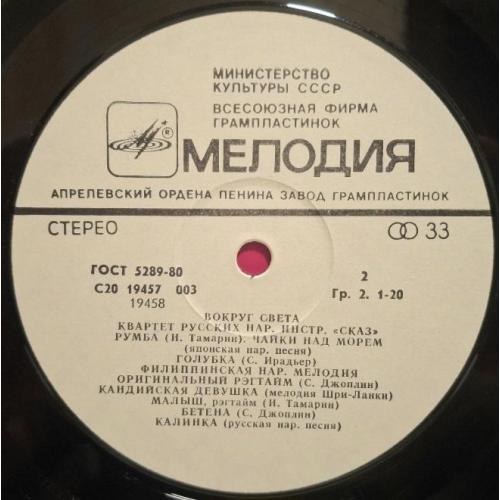 МИНИСТЕРСТВО
КУЛЬТУРЫ СССР
ВСЕСОЮЗНАЯ ФИРМА
ГРАМПЛАСТИНОК
МЕЛОДИЯ
АПРЕЛЕВСКИЙ ОРДЕНА ЛЕНИНА ЗАВОД ГРАМПЛАСТИНОК
СТЕРЕО 33
ГОСТ 5289-80 2
С20 19457 003 Гр. 2. 1-20
19458
ВОКРУГ СВЕТА
КВАРТЕТ РУССКИХ НАР. ИНСТР. «СКАЗ»
РУМБА (И. Тамарин). ЧАЙКИ НАД МОРЕМ
(японская нар. песня)
ГОЛУБКА (С. Ирадьер)
ФИЛИППИНСКАЯ НАР. МЕЛОДИЯ
ОРИГИНАЛЬНЫЙ РЭГТАЙМ (С. Джоплин)
КАНДИЙСКАЯ ДЕВУШКА (мелодия Шри-Ланки)
МАЛЫШ, рэгтайм (И. Тамарин)
БЕТЕНА (С. Джоплин)
КАЛИНКА (русская нар. песня)